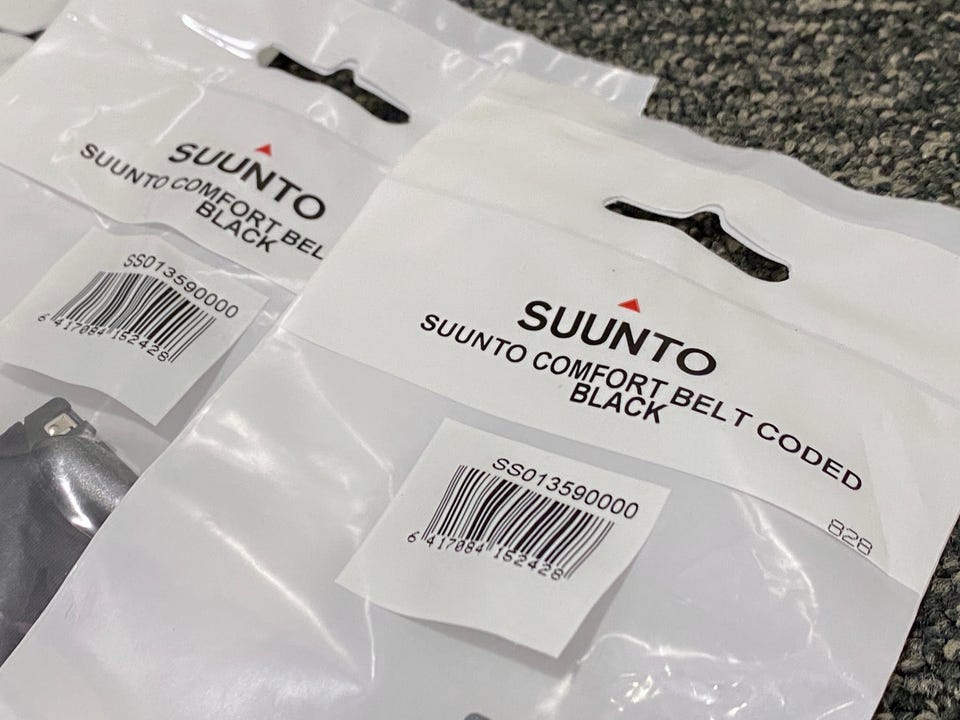 SUUNTO
SUUNTO COMFORT BEL
BLACK
SS013590000
6 417084 152428
SUUNTO
SUUNTO COMFORT BELT CODED
BLACK
828
SS013590000
6 417084 152428